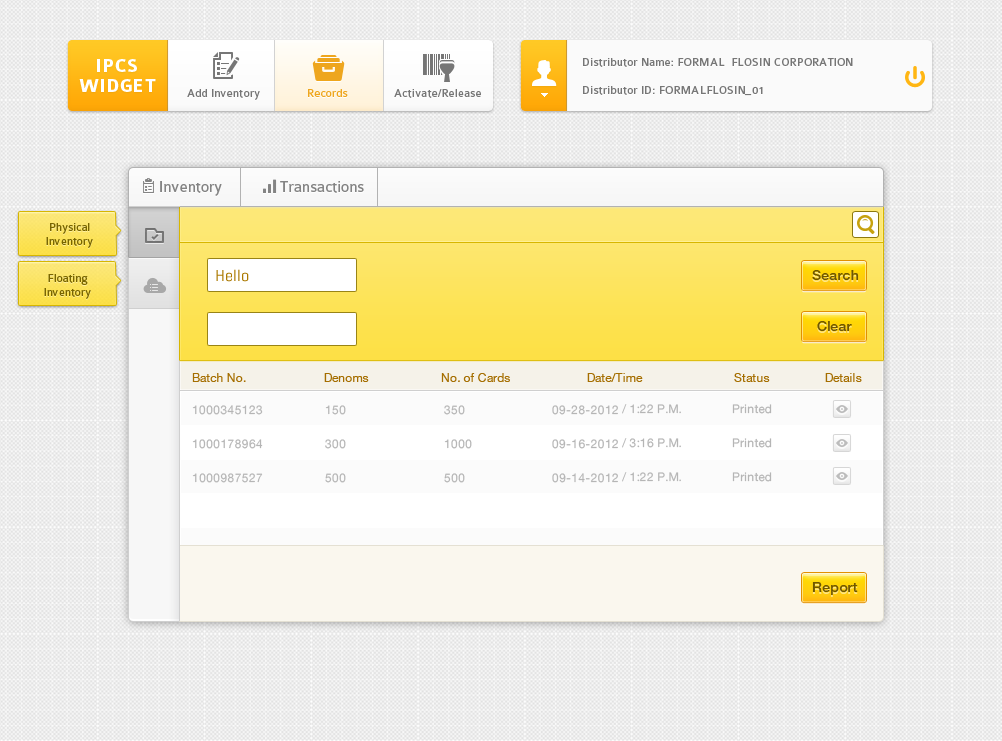 IPCS
WIDGET
Add Inventory
Records
Activate/Release
Distributor Name: FORMAL FLOSIN CORPORATION
Distributor ID: FORMALFLOSIN_01
Inventory
Transactions
Physical
Inventory
Floating
Inventory
Hello
Search
Clear
Batch No. Denoms No. of Cards Date/Time Status Details
1000345123 150 350 09-28-2012 / 1:22 P.M. Printed
1000178964 300 1000 09-16-2012 / 3:16 P.M. Printed
1000987527 500 500 09-14-2012 / 1:22 P.M. Printed
Report